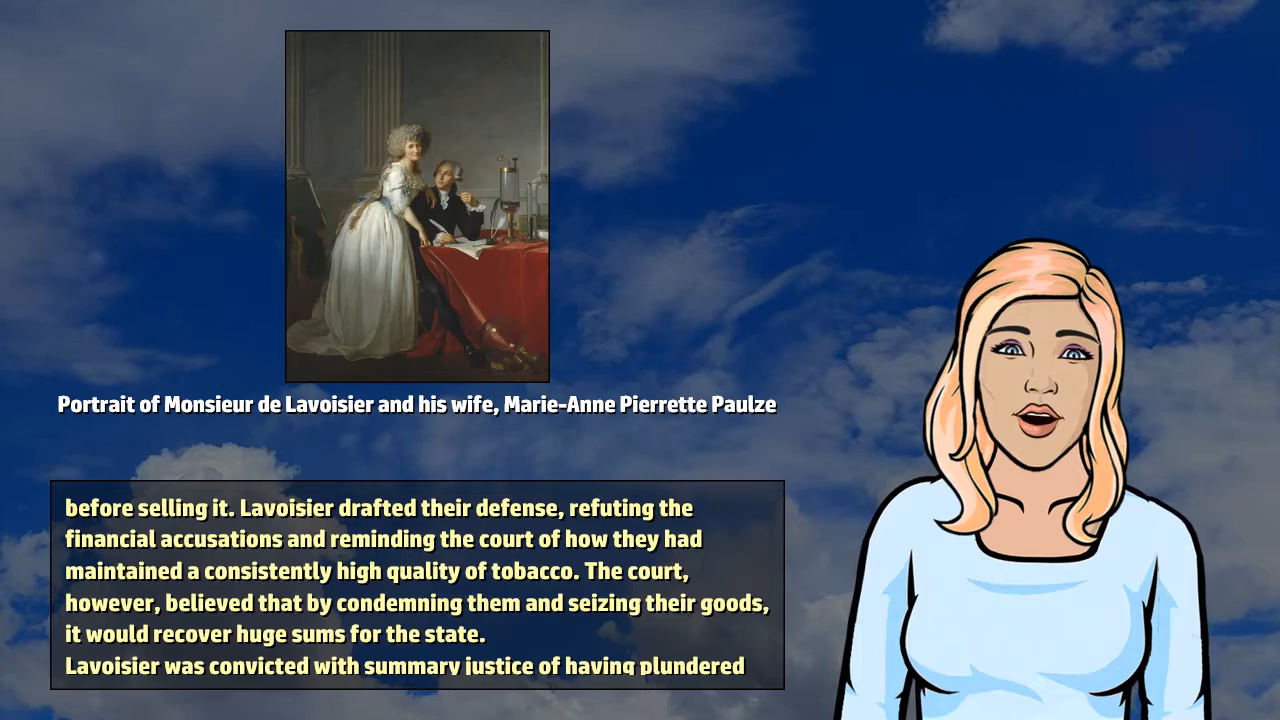 Portrait of Monsieur de Lavoisier and his wife, Marie-Anne Pierrette Paulze
before selling it. Lavoisier drafted their defense, refuting the
financial accusations and reminding the court of how they had
maintained a consistently high quality of tobacco. The court,
however, believed that by condemning them and seizing their goods,
it would recover huge sums for the state.
Lavoisier was convicted with summary justice of having plundered